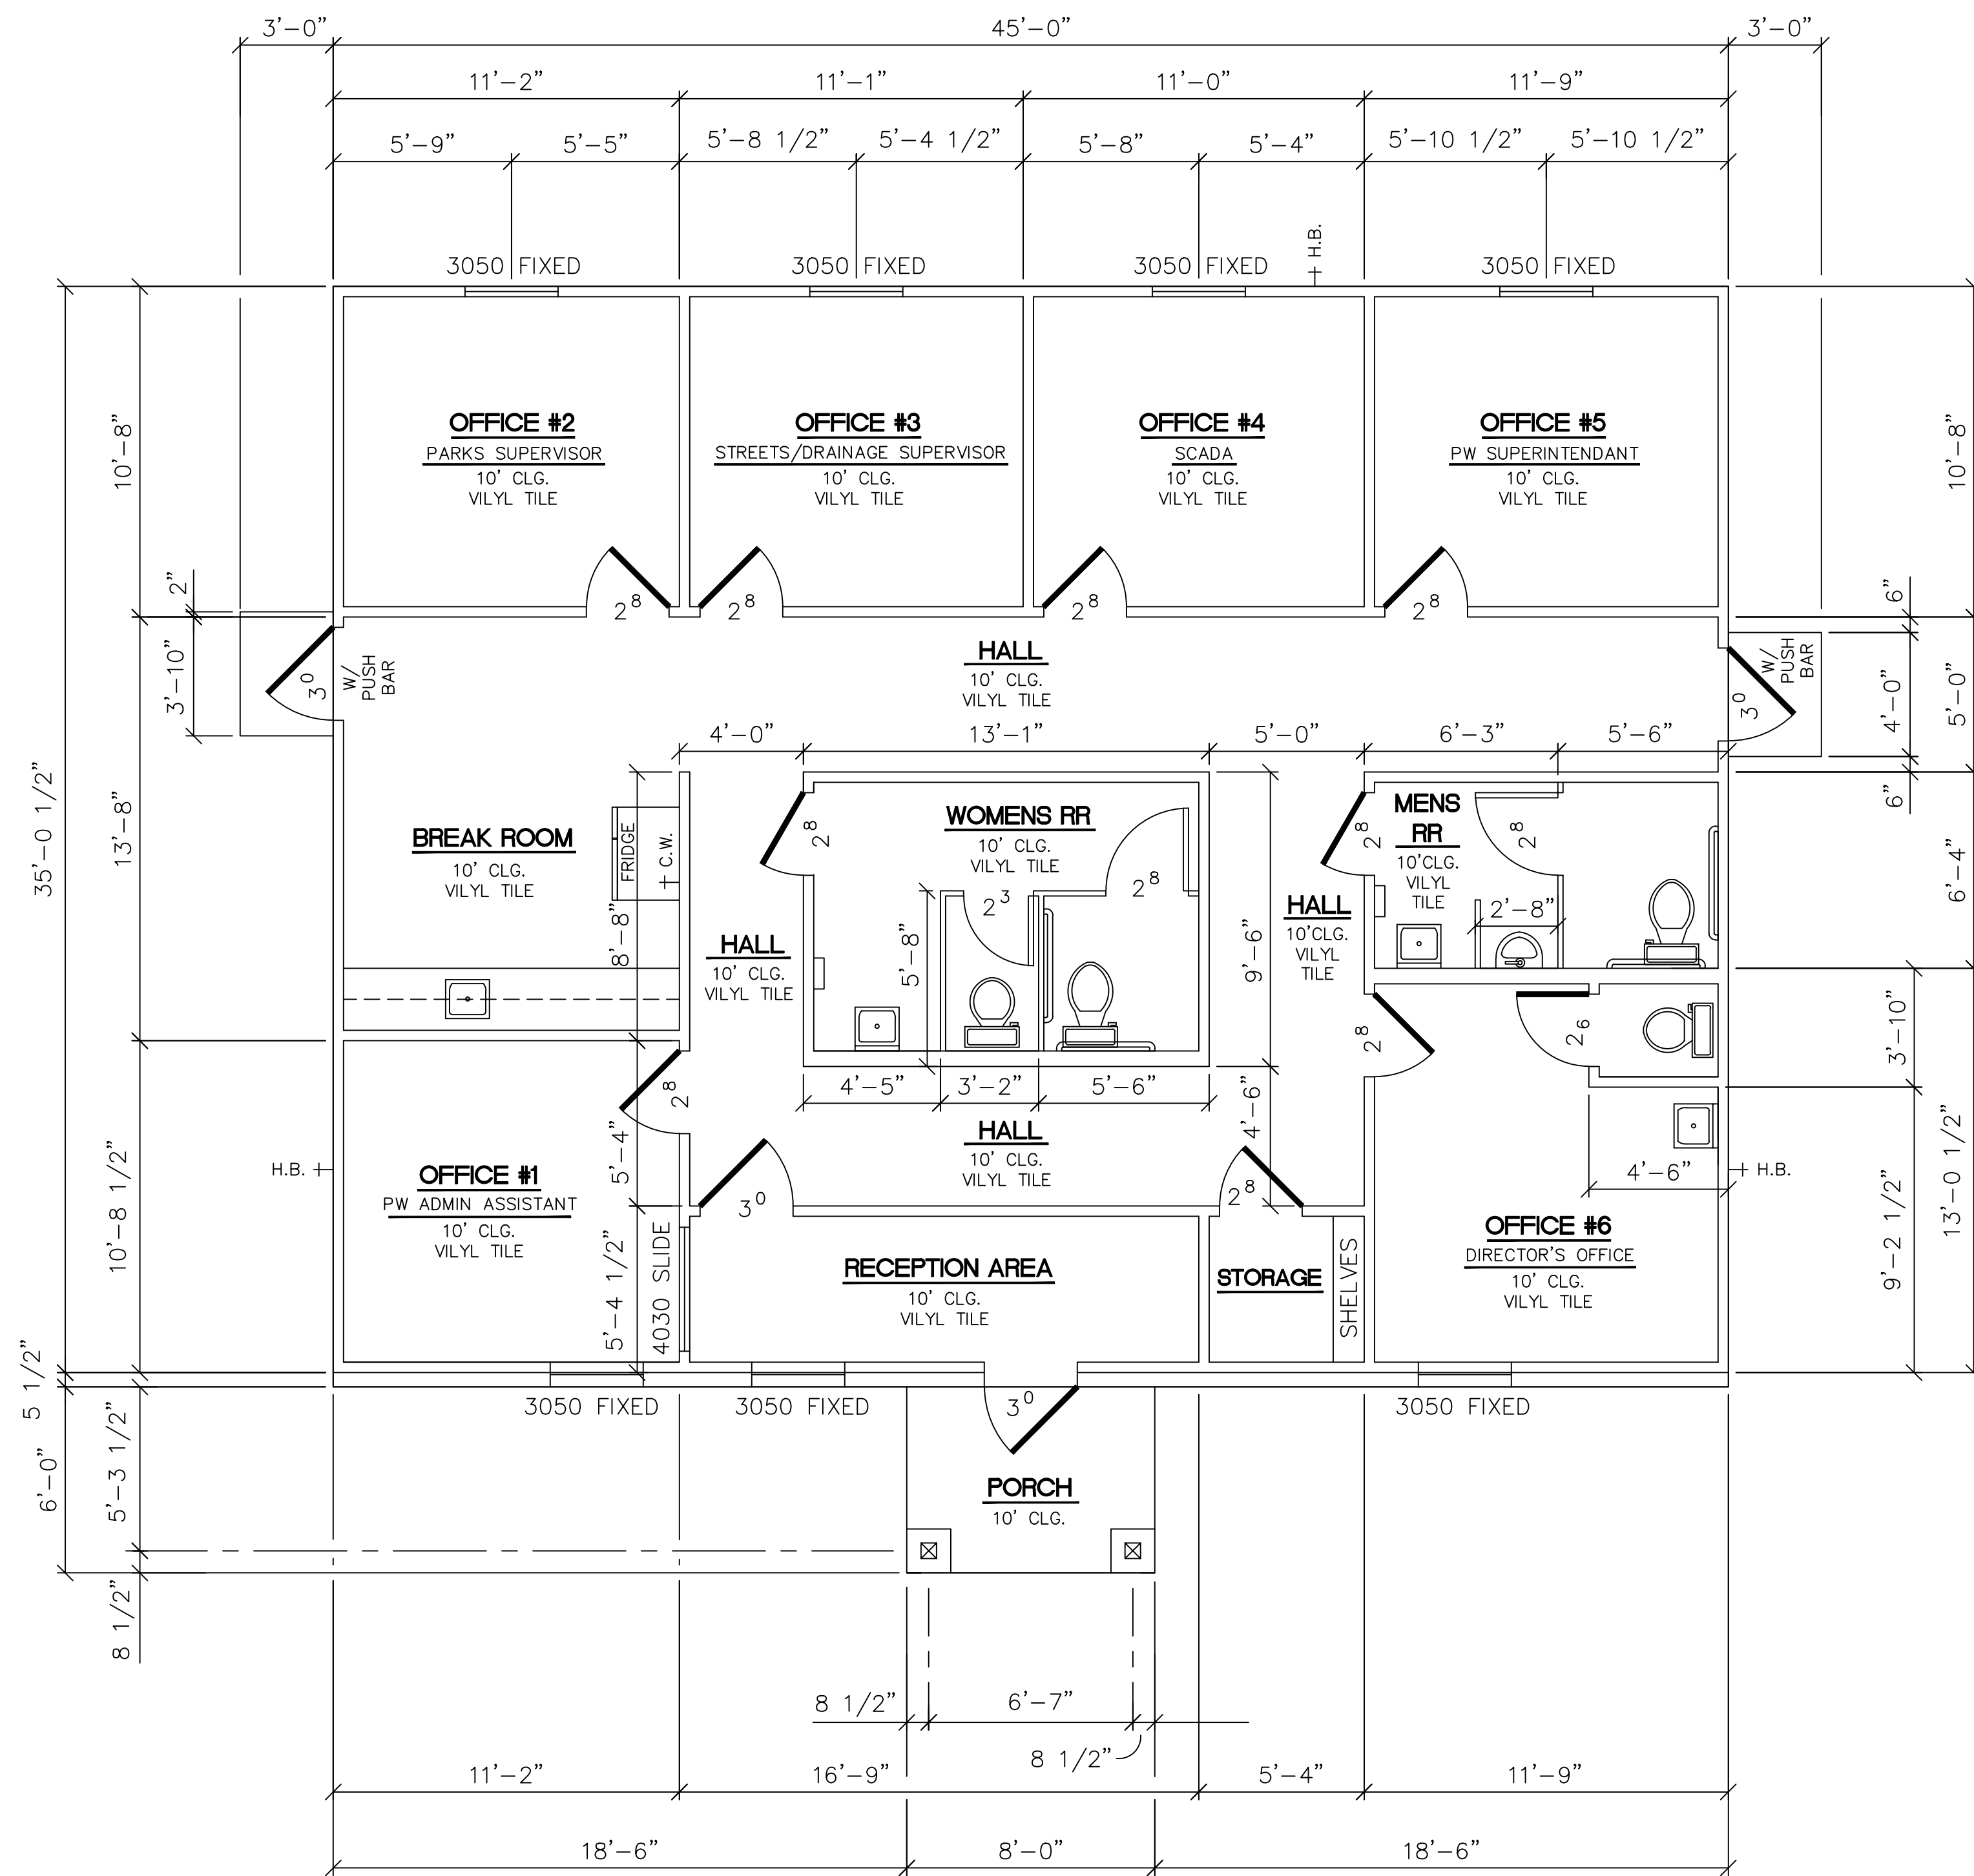 3'-0"
45'-0"
3'-0"
11'-2"
11'-1"
11'-0"
11'-9"
5'-9"
5'-5"
5'-8 1/2"
5'-4 1/2"
5'-8"
5'-4"
5'-10 1/2"
5'-10 1/2"
3050 FIXED
3050 FIXED
3050 FIXED
H.B.
3050 FIXED
OFFICE #2
PARKS SUPERVISOR
10' CLG.
VILYL TILE
OFFICE #3
STREETS/DRAINAGE SUPERVISOR
10' CLG.
VILYL TILE
OFFICE #4
SCADA
10' CLG.
VILYL TILE
OFFICE #5
PW SUPERINTENDANT
10' CLG.
VILYL TILE
10'-8"
10'-8"
2"
3'-10"
2 8
2 8
2 8
2 8
6"
4'-0"
5'-0"
6"
3 0
W/
PUSH
BAR
HALL
10' CLG.
VILYL TILE
W/
PUSH
BAR
3 0
4'-0"
13'-1"
5'-0"
6'-3"
5'-6"
35'-0 1/2"
13'-8"
BREAK ROOM
10' CLG.
VILYL TILE
FRIDGE
C.W.
8'-8"
HALL
10' CLG.
VILYL TILE
2 8
WOMENS RR
10' CLG.
VILYL TILE
2 3
2 8
5'-8"
9'-6"
HALL
10'CLG.
VILYL
TILE
2 8
MENS
RR
10'CLG.
VILYL
TILE
2 8
2'-8"
6'-4"
4'-5"
3'-2"
5'-6"
2 8
2 6
3'-10"
13'-0 1/2"
9'-2 1/2"
10'-8 1/2"
H.B.
OFFICE #1
PW ADMIN ASSISTANT
10' CLG.
VILYL TILE
2 8
5'-4"
5'-4 1/2"
4030 SLIDE
3 0
HALL
10' CLG.
VILYL TILE
4'-6"
2 8
RECEPTION AREA
10' CLG.
VILYL TILE
STORAGE
SHELVES
4'-6"
H.B.
OFFICE #6
DIRECTOR'S OFFICE
10' CLG.
VILYL TILE
5 1/2"
6'-0"
5'-3 1/2"
8 1/2"
3050 FIXED
3050 FIXED
3 0
3050 FIXED
PORCH
10' CLG.
8 1/2"
6'-7"
8 1/2"
11'-2"
16'-9"
5'-4"
11'-9"
18'-6"
8'-0"
18'-6"